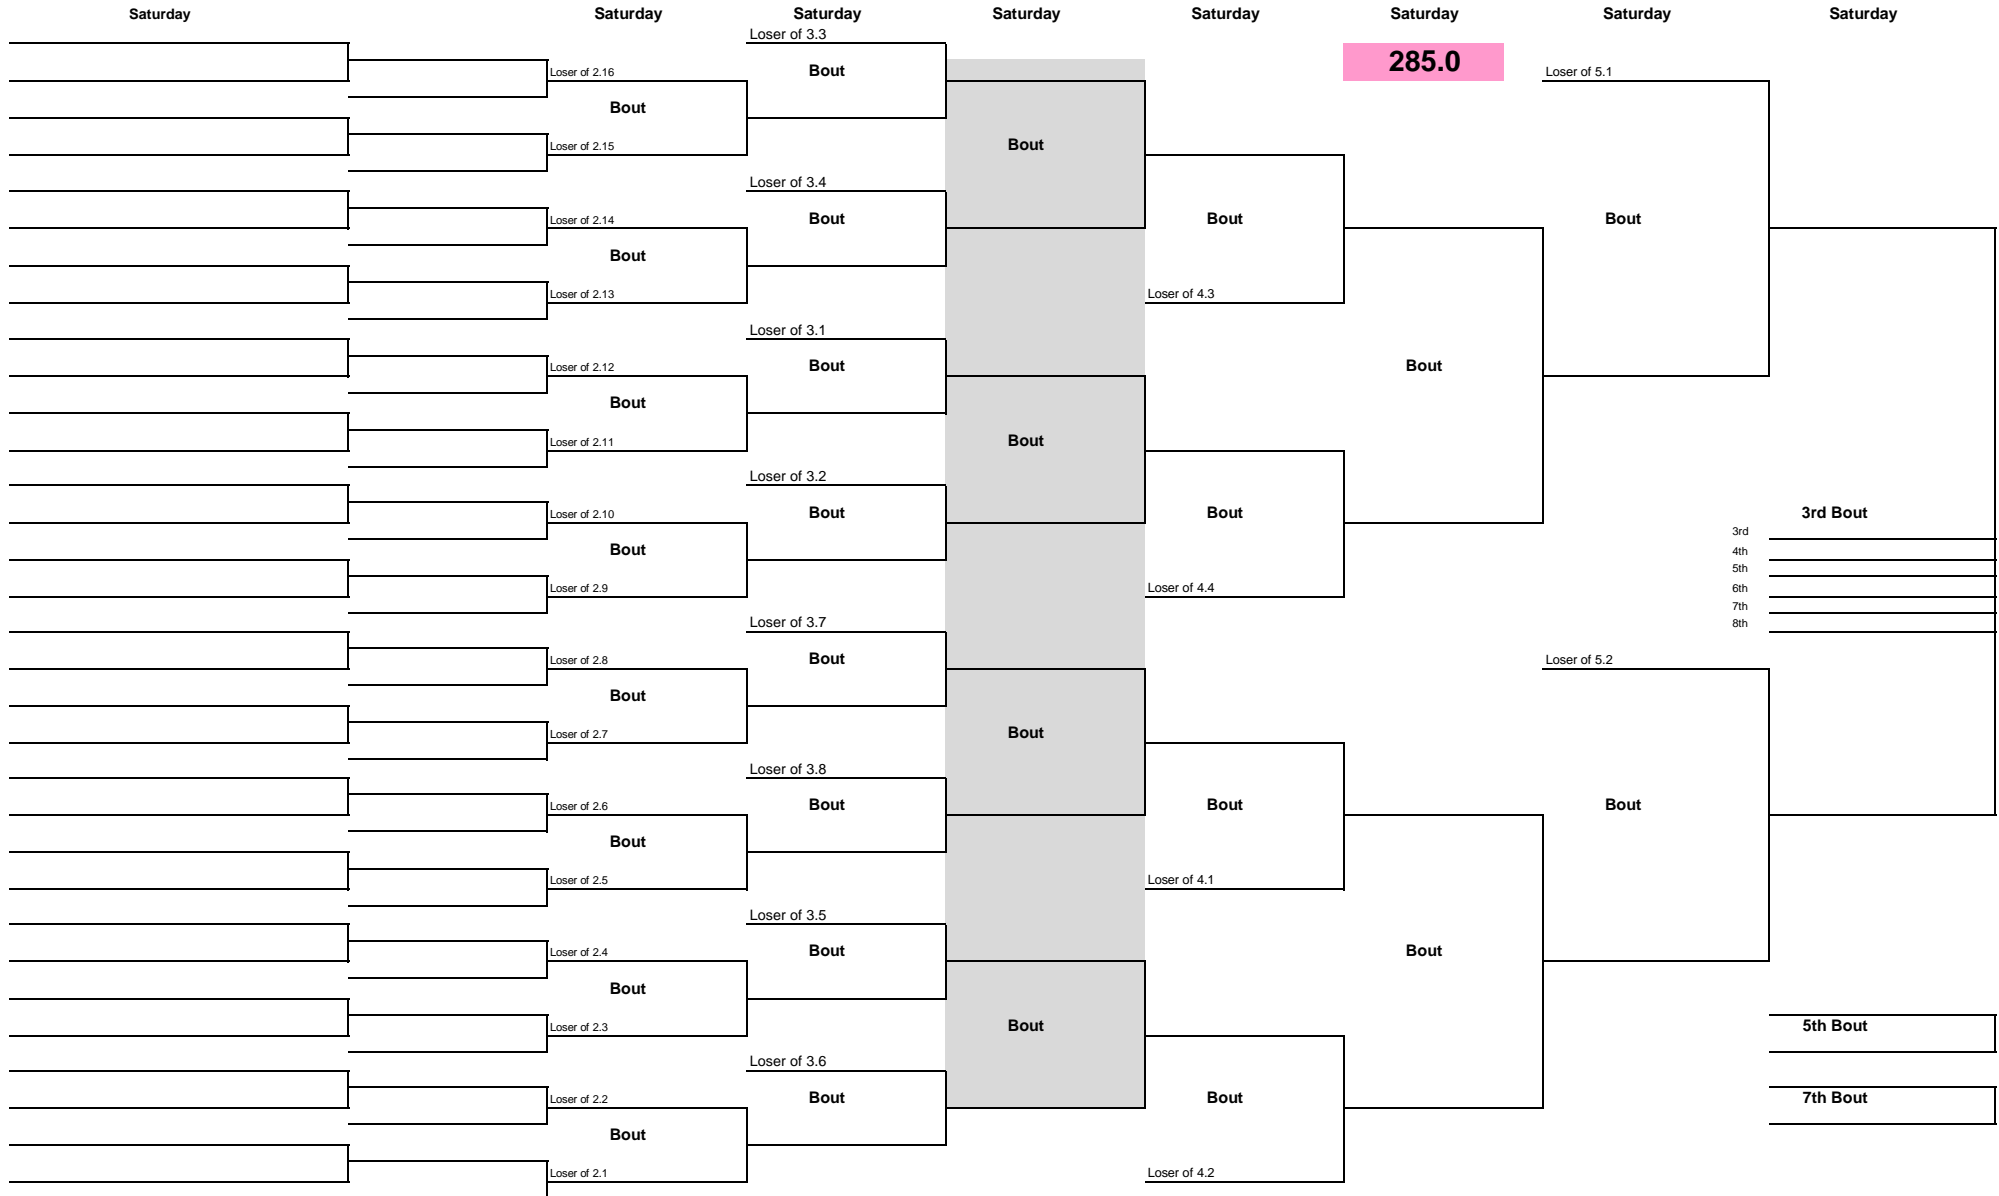 Saturday Saturday Saturday Saturday Saturday Saturday Saturday Saturday
Loser of 3.3
285.0
Loser of 2.16 Bout Loser of 5.1
Bout
Loser of 2.15 Bout
Loser of 3.4
Loser of 2.14 Bout Bout Bout
Bout
Loser of 2.13 Loser of 4.3
Loser of 3.1
Loser of 2.12 Bout Bout
Bout
Loser of 2.11 Bout
Loser of 3.2
Loser of 2.10 Bout Bout 3rd Bout
3rd
Bout 4th
5th
Loser of 2.9 Loser of 4.4 6th
7th
Loser of 3.7 8th
Loser of 2.8 Bout Loser of 5.2
Bout
Loser of 2.7 Bout
Loser of 3.8
Loser of 2.6 Bout Bout Bout
Bout
Loser of 2.5 Loser of 4.1
Loser of 3.5
Loser of 2.4 Bout Bout
Bout
Loser of 2.3 Bout 5th Bout
Loser of 3.6
Loser of 2.2 Bout Bout 7th Bout
Bout
Loser of 2.1 Loser of 4.2